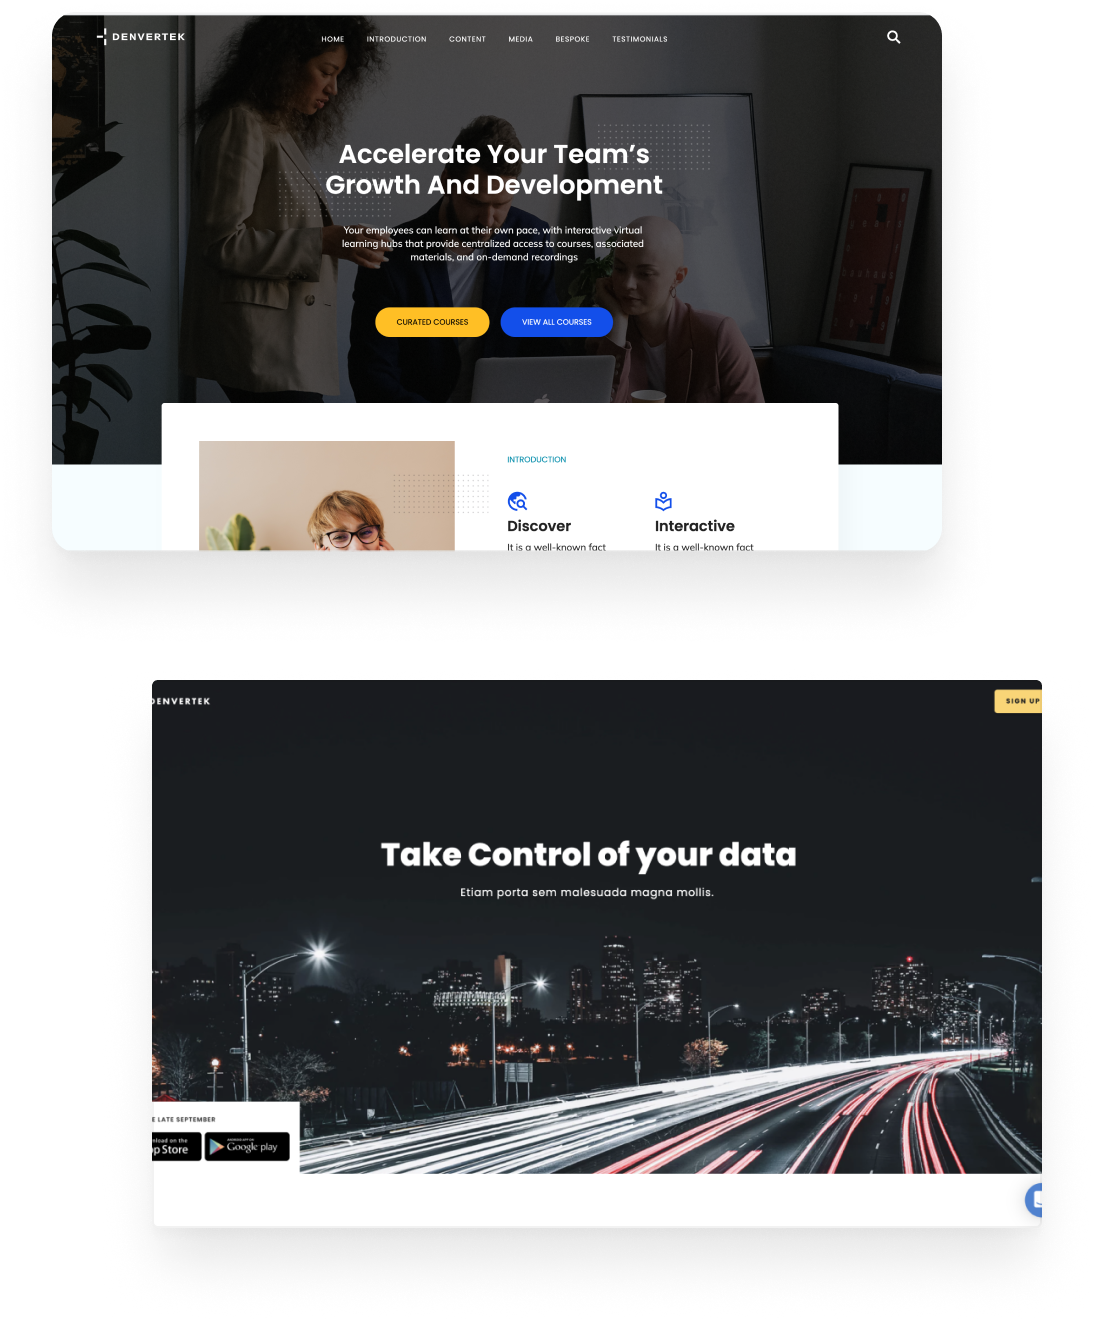 DENVERTEK
HOME INTRODUCTION CONTENT MEDIA BESPOKE TESTIMONIALS
Accelerate Your Team's
Growth And Development
Your employees can learn at their own pace, with interactive virtual
learning hubs that provide centralized access to courses, associated
materials, and on-demand recordings
CURATED COURSES VIEW ALL COURSES
INTRODUCTION
Discover Interactive
It is a well-known fact It is a well-known fact
DENVERTEK
SIGN UP
Take Control of your data
Etiam porta sem malesuada magna mollis.
E LATE SEPTEMBER
nload on the
pp Store
Google play